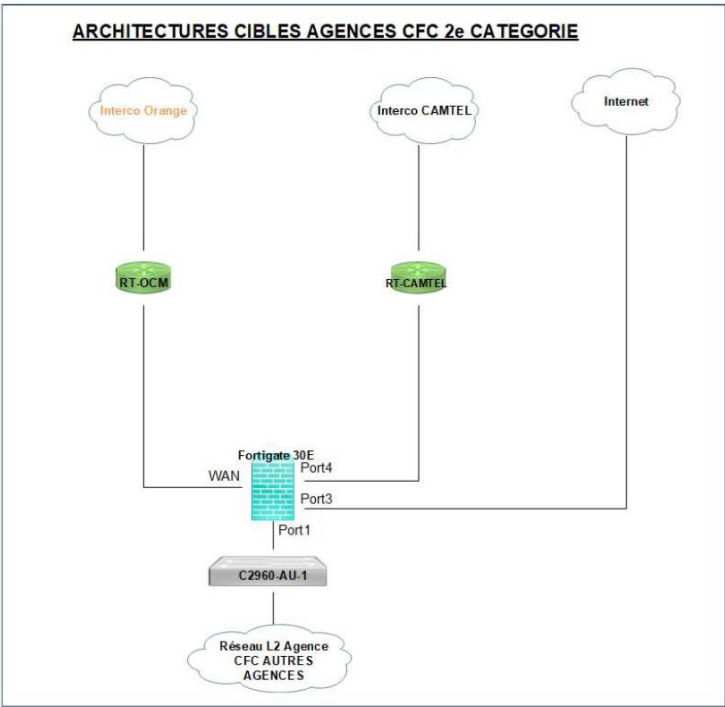 ARCHITECTURES CIBLES AGENCES CFC 2e CATEGORIE
Interco Orange
Interco CAMTEL
Internet
RT-OCM
RT-CAMTEL
Fortigate 30E
WAN
Port4
Port3
Port1
C2960-AU-1
Réseau L2 Agence
CFC AUTRES
AGENCES